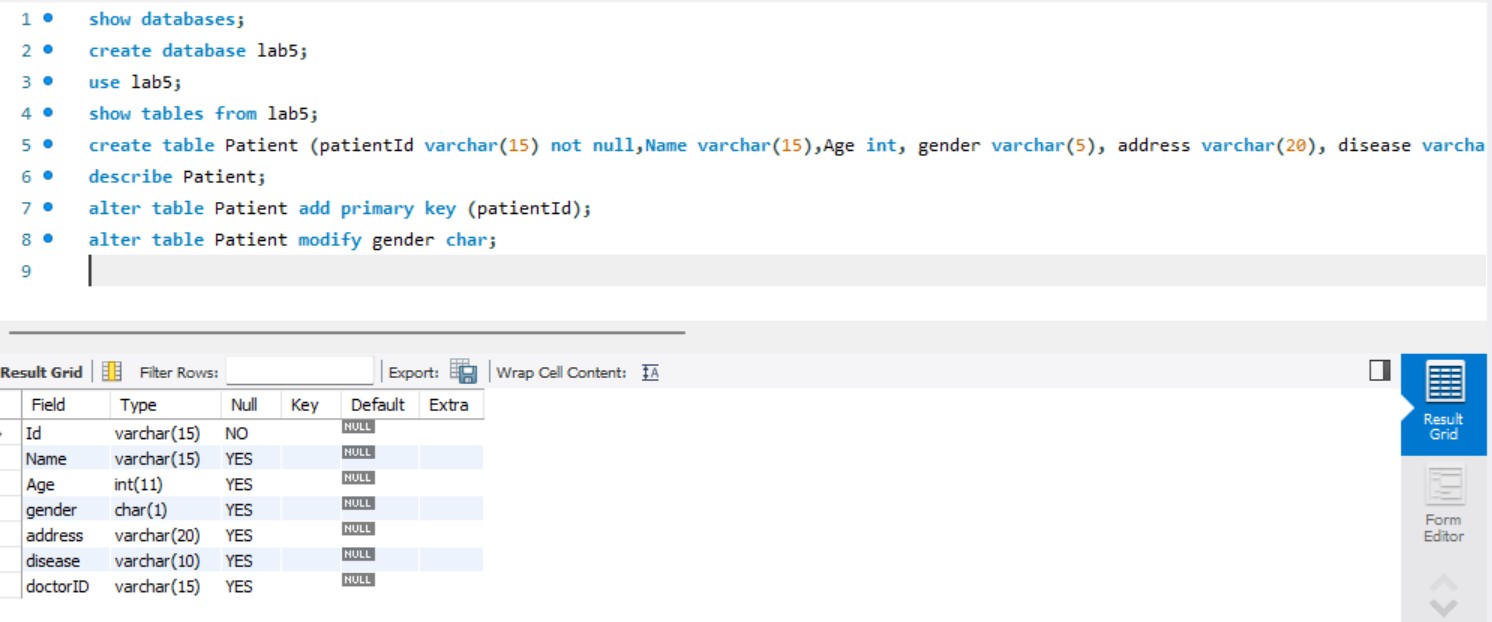 1 show databases;
2 create database lab5;
3 use lab5;
4 show tables from lab5;
5 create table Patient (patientId varchar(15) not null,Name varchar(15),Age int, gender varchar(5), address varchar(20), disease varcha
6 describe Patient;
7 alter table Patient add primary key (patientId);
8 alter table Patient modify gender char;
9
Result Grid Filter Rows: Export: Wrap Cell Content:
Field Type Null Key Default Extra
Id varchar(15) NO NULL
Name varchar(15) YES NULL
Age int(11) YES NULL
gender char(1) YES NULL
address varchar(20) YES NULL
disease varchar(10) YES NULL
doctorID varchar(15) YES NULL
Result
Grid
Form
Editor